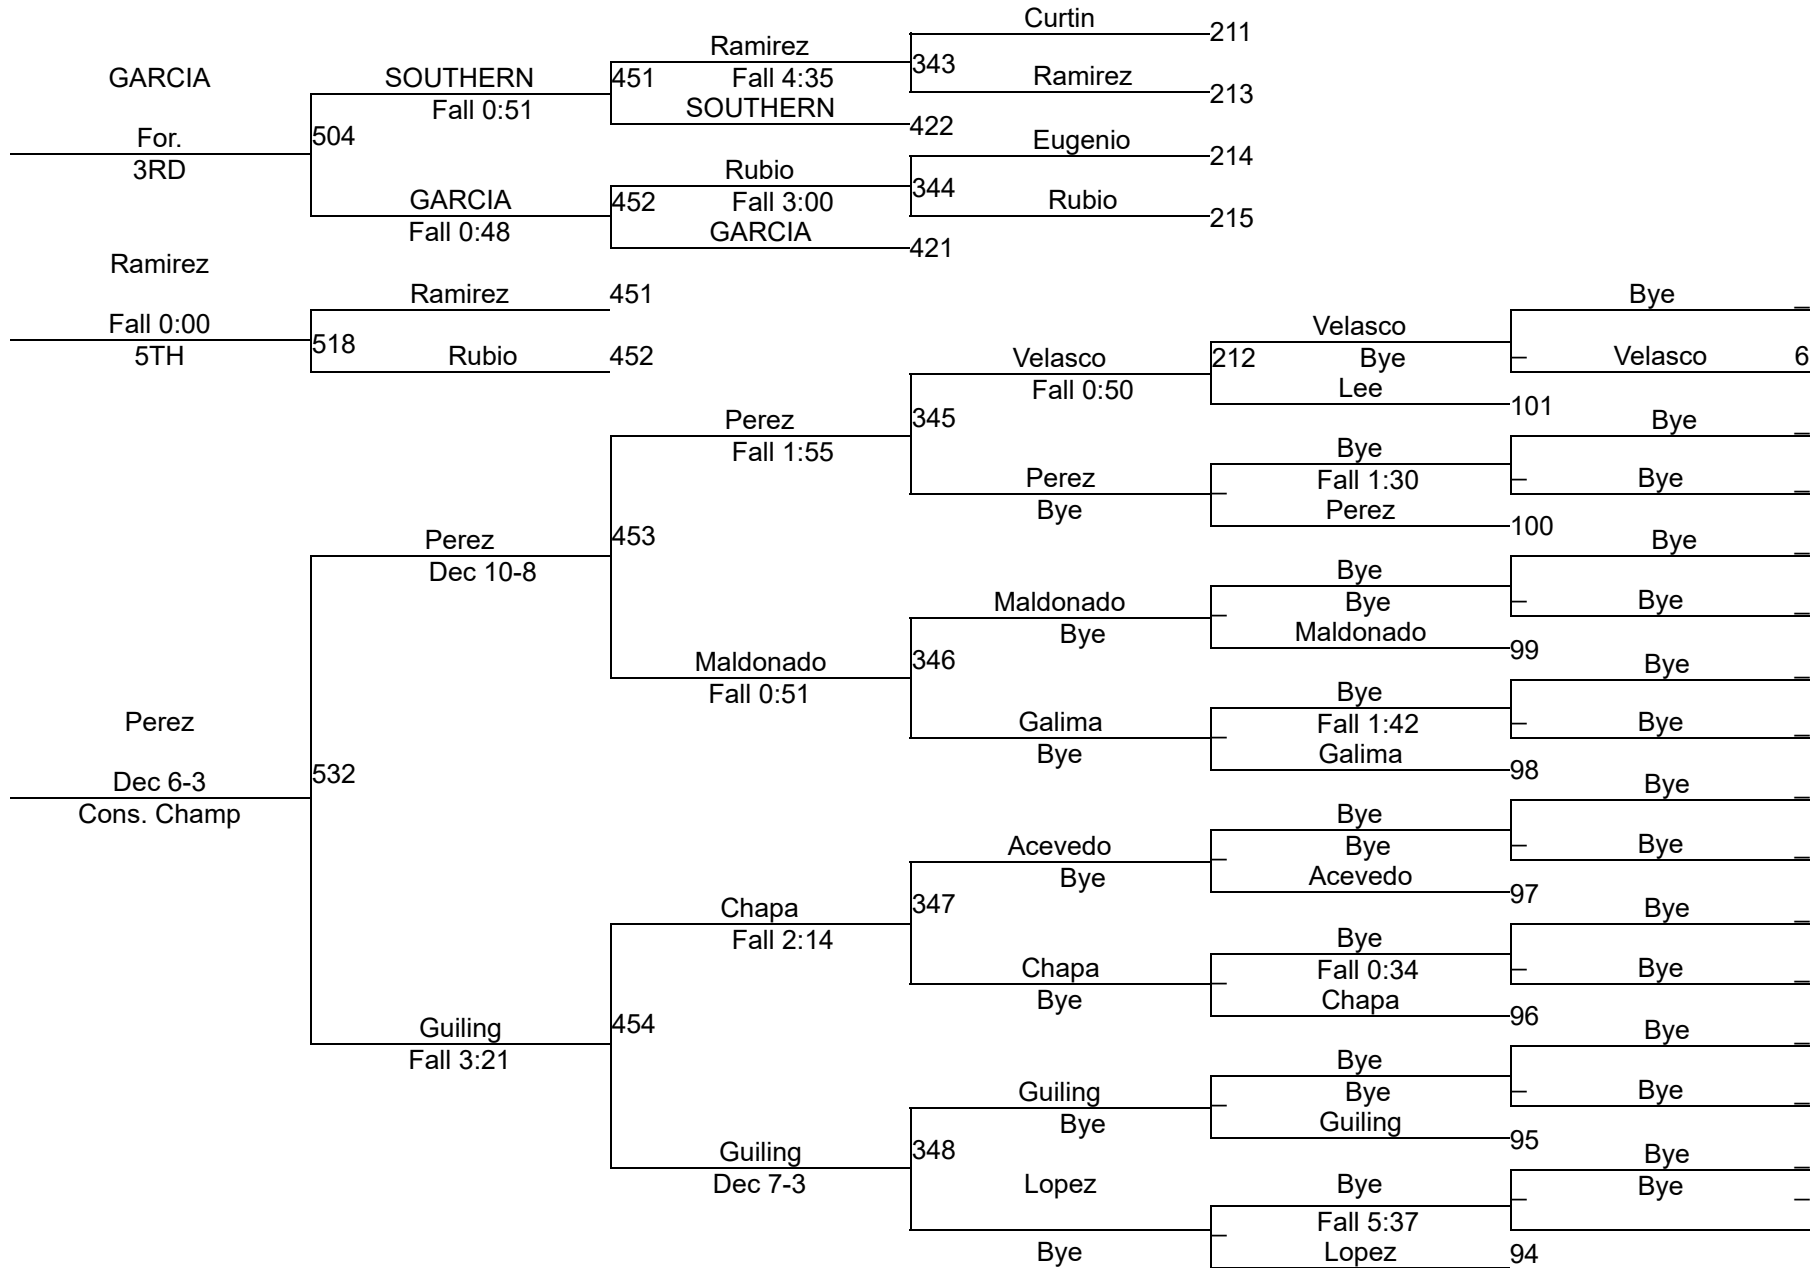 Curtin
211
Ramirez
343
GARCIA
SOUTHERN
451
Fall 4:35
Ramirez
213
Fall 0:51
SOUTHERN
422
For.
504
Eugenio
214
3RD
Rubio
344
GARCIA
452
Fall 3:00
Rubio
215
Fall 0:48
GARCIA
421
Ramirez
Ramirez
451
Bye
Fall 0:00
518
Velasco
5TH
Rubio
452
Velasco
212
Bye
Velasco
6
Fall 0:50
Lee
101
Perez
345
Bye
Fall 1:55
Bye
Perez
Fall 1:30
Bye
Bye
Perez
100
Perez
453
Bye
Dec 10-8
Bye
Maldonado
Bye
Bye
Bye
Maldonado
99
Maldonado
346
Bye
Fall 0:51
Bye
Perez
Galima
Fall 1:42
Bye
Bye
Galima
98
Dec 6-3
532
Bye
Cons. Champ
Bye
Acevedo
Bye
Bye
Bye
Acevedo
97
Chapa
347
Bye
Fall 2:14
Bye
Chapa
Fall 0:34
Bye
Bye
Chapa
96
Guiling
454
Bye
Fall 3:21
Bye
Guiling
Bye
Bye
Bye
Guiling
95
Guiling
348
Bye
Dec 7-3
Lopez
Bye
Bye
Fall 5:37
Bye
Lopez
94